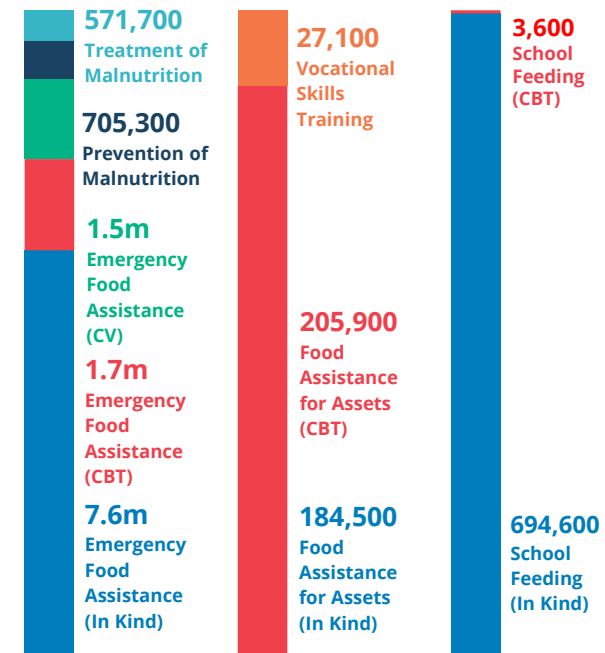 571,700
Treatment of
Malnutrition
705,300
Prevention of
Malnutrition
1.5m
Emergency
Food
Assistance
(CV)
1.7m
Emergency
Food
Assistance
(CBT)
7.6m
Emergency
Food
Assistance
(In Kind)
27,100
Vocational
Skills
Training
205,900
Food
Assistance
for Assets
(CBT)
184,500
Food
Assistance
for Assets
(In Kind)
3,600
School
Feeding
(CBT)
694,600
School
Feeding
(In Kind)